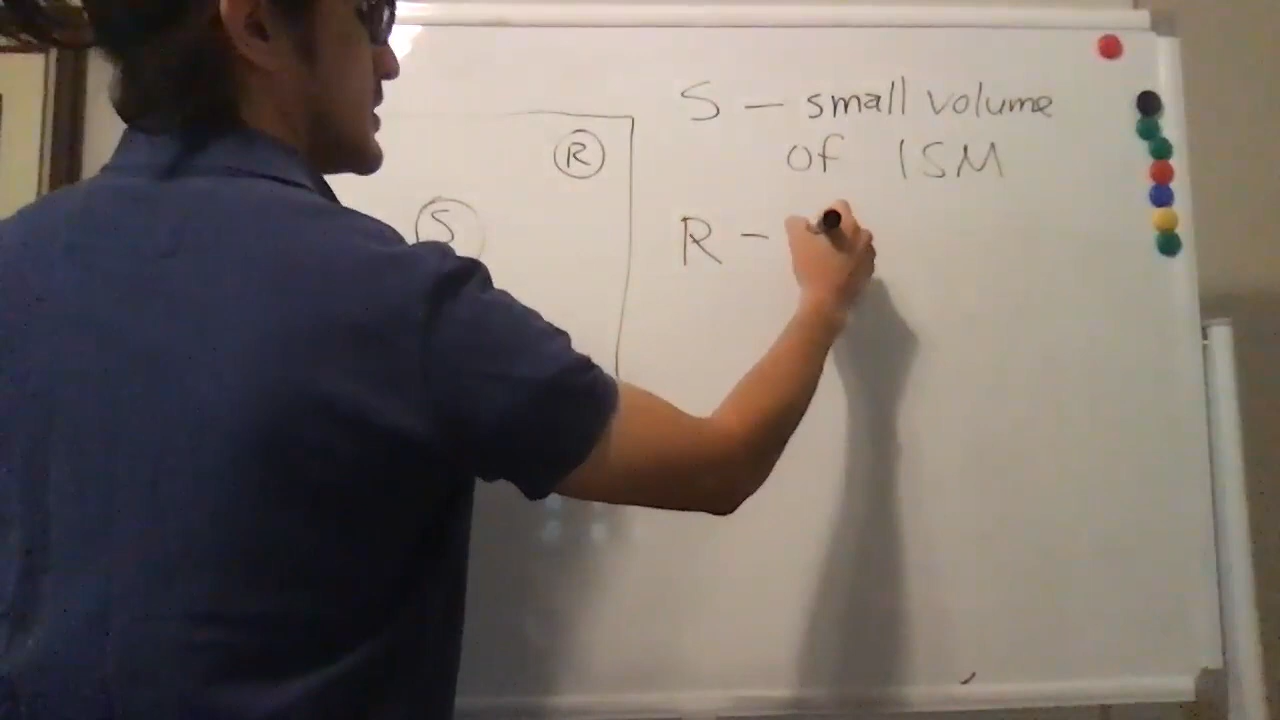 R
S
S – small volume
of ISM
R –